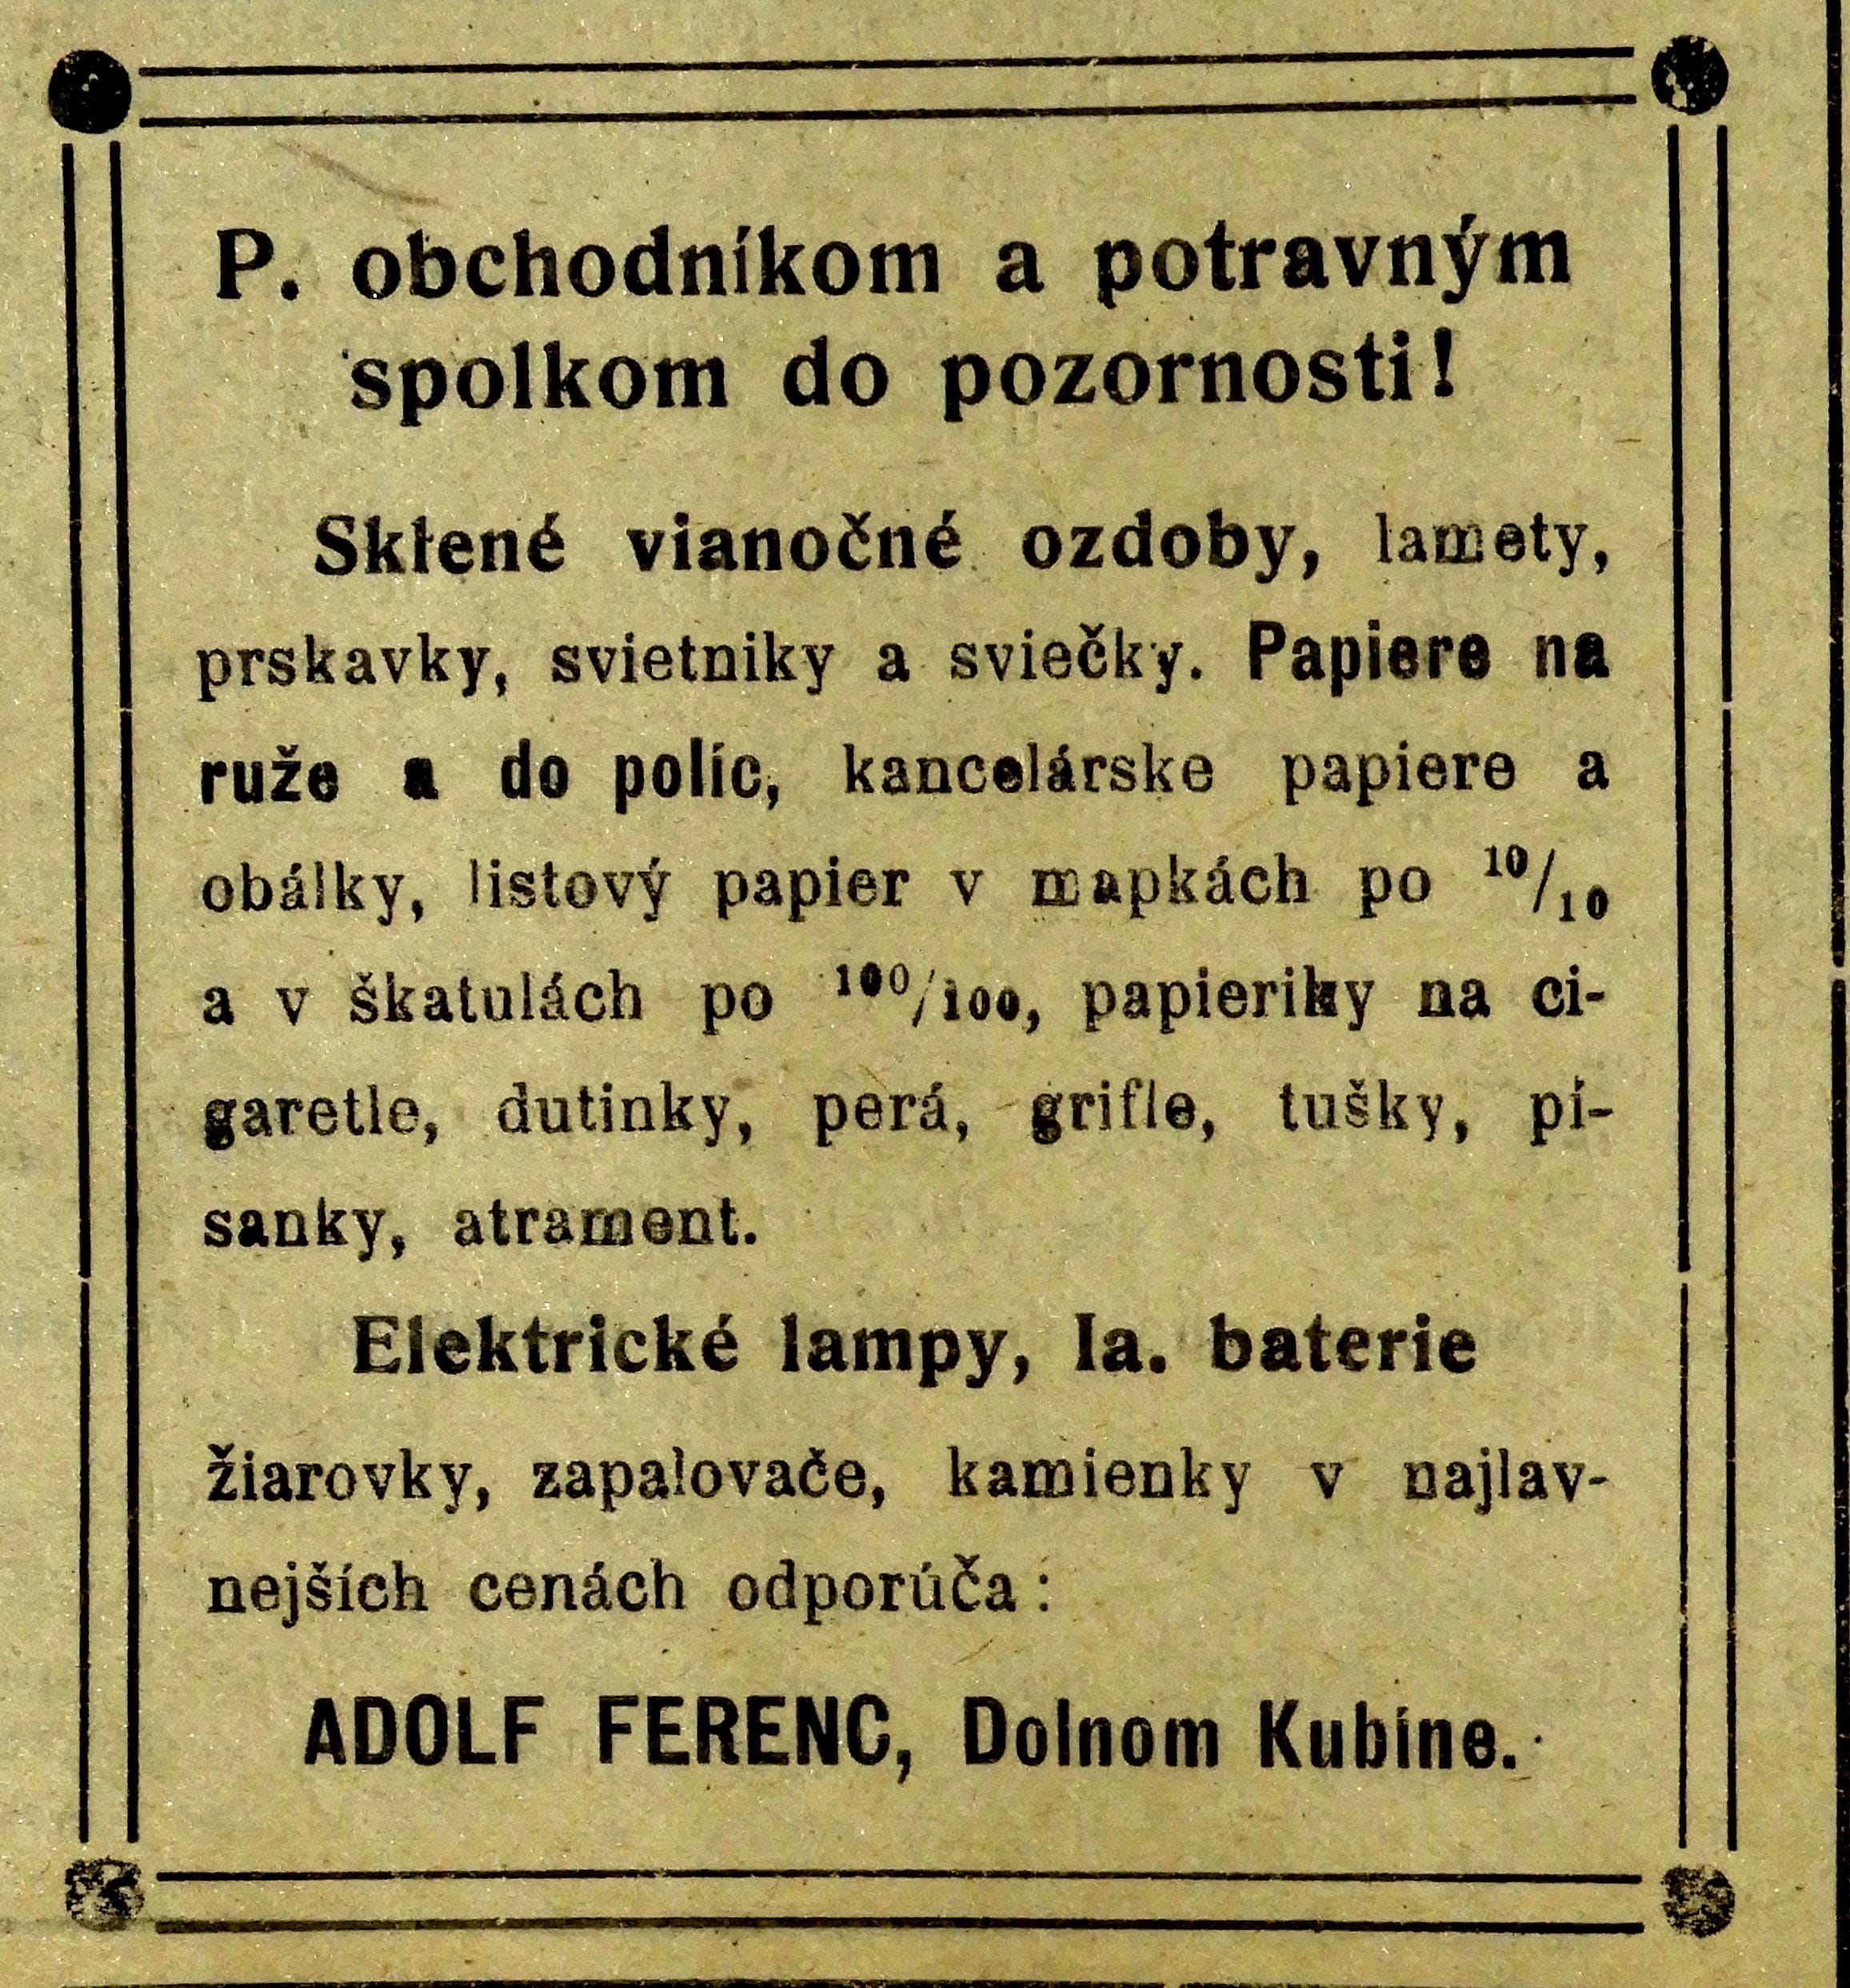 P. obchodníkom a potravným
spolkom do pozornosti!
Sklené vianočné ozdoby, lamety,
prskavky, svietniky a sviečky. Papiere na
ruže a do políc, kancelárske papiere a
obálky, listový papier v mapkách po 10/10
a v škatulách po 100/100, papieriky na ci-
garetle, dutinky, perá, grifle, tušky, pí-
sanky, atrament.
Elektrické lampy, Ia. baterie
žiarovky, zapalovače, kamienky v najlav-
nejších cenách odporúča:
ADOLF FERENC, Dolnom Kubíne.